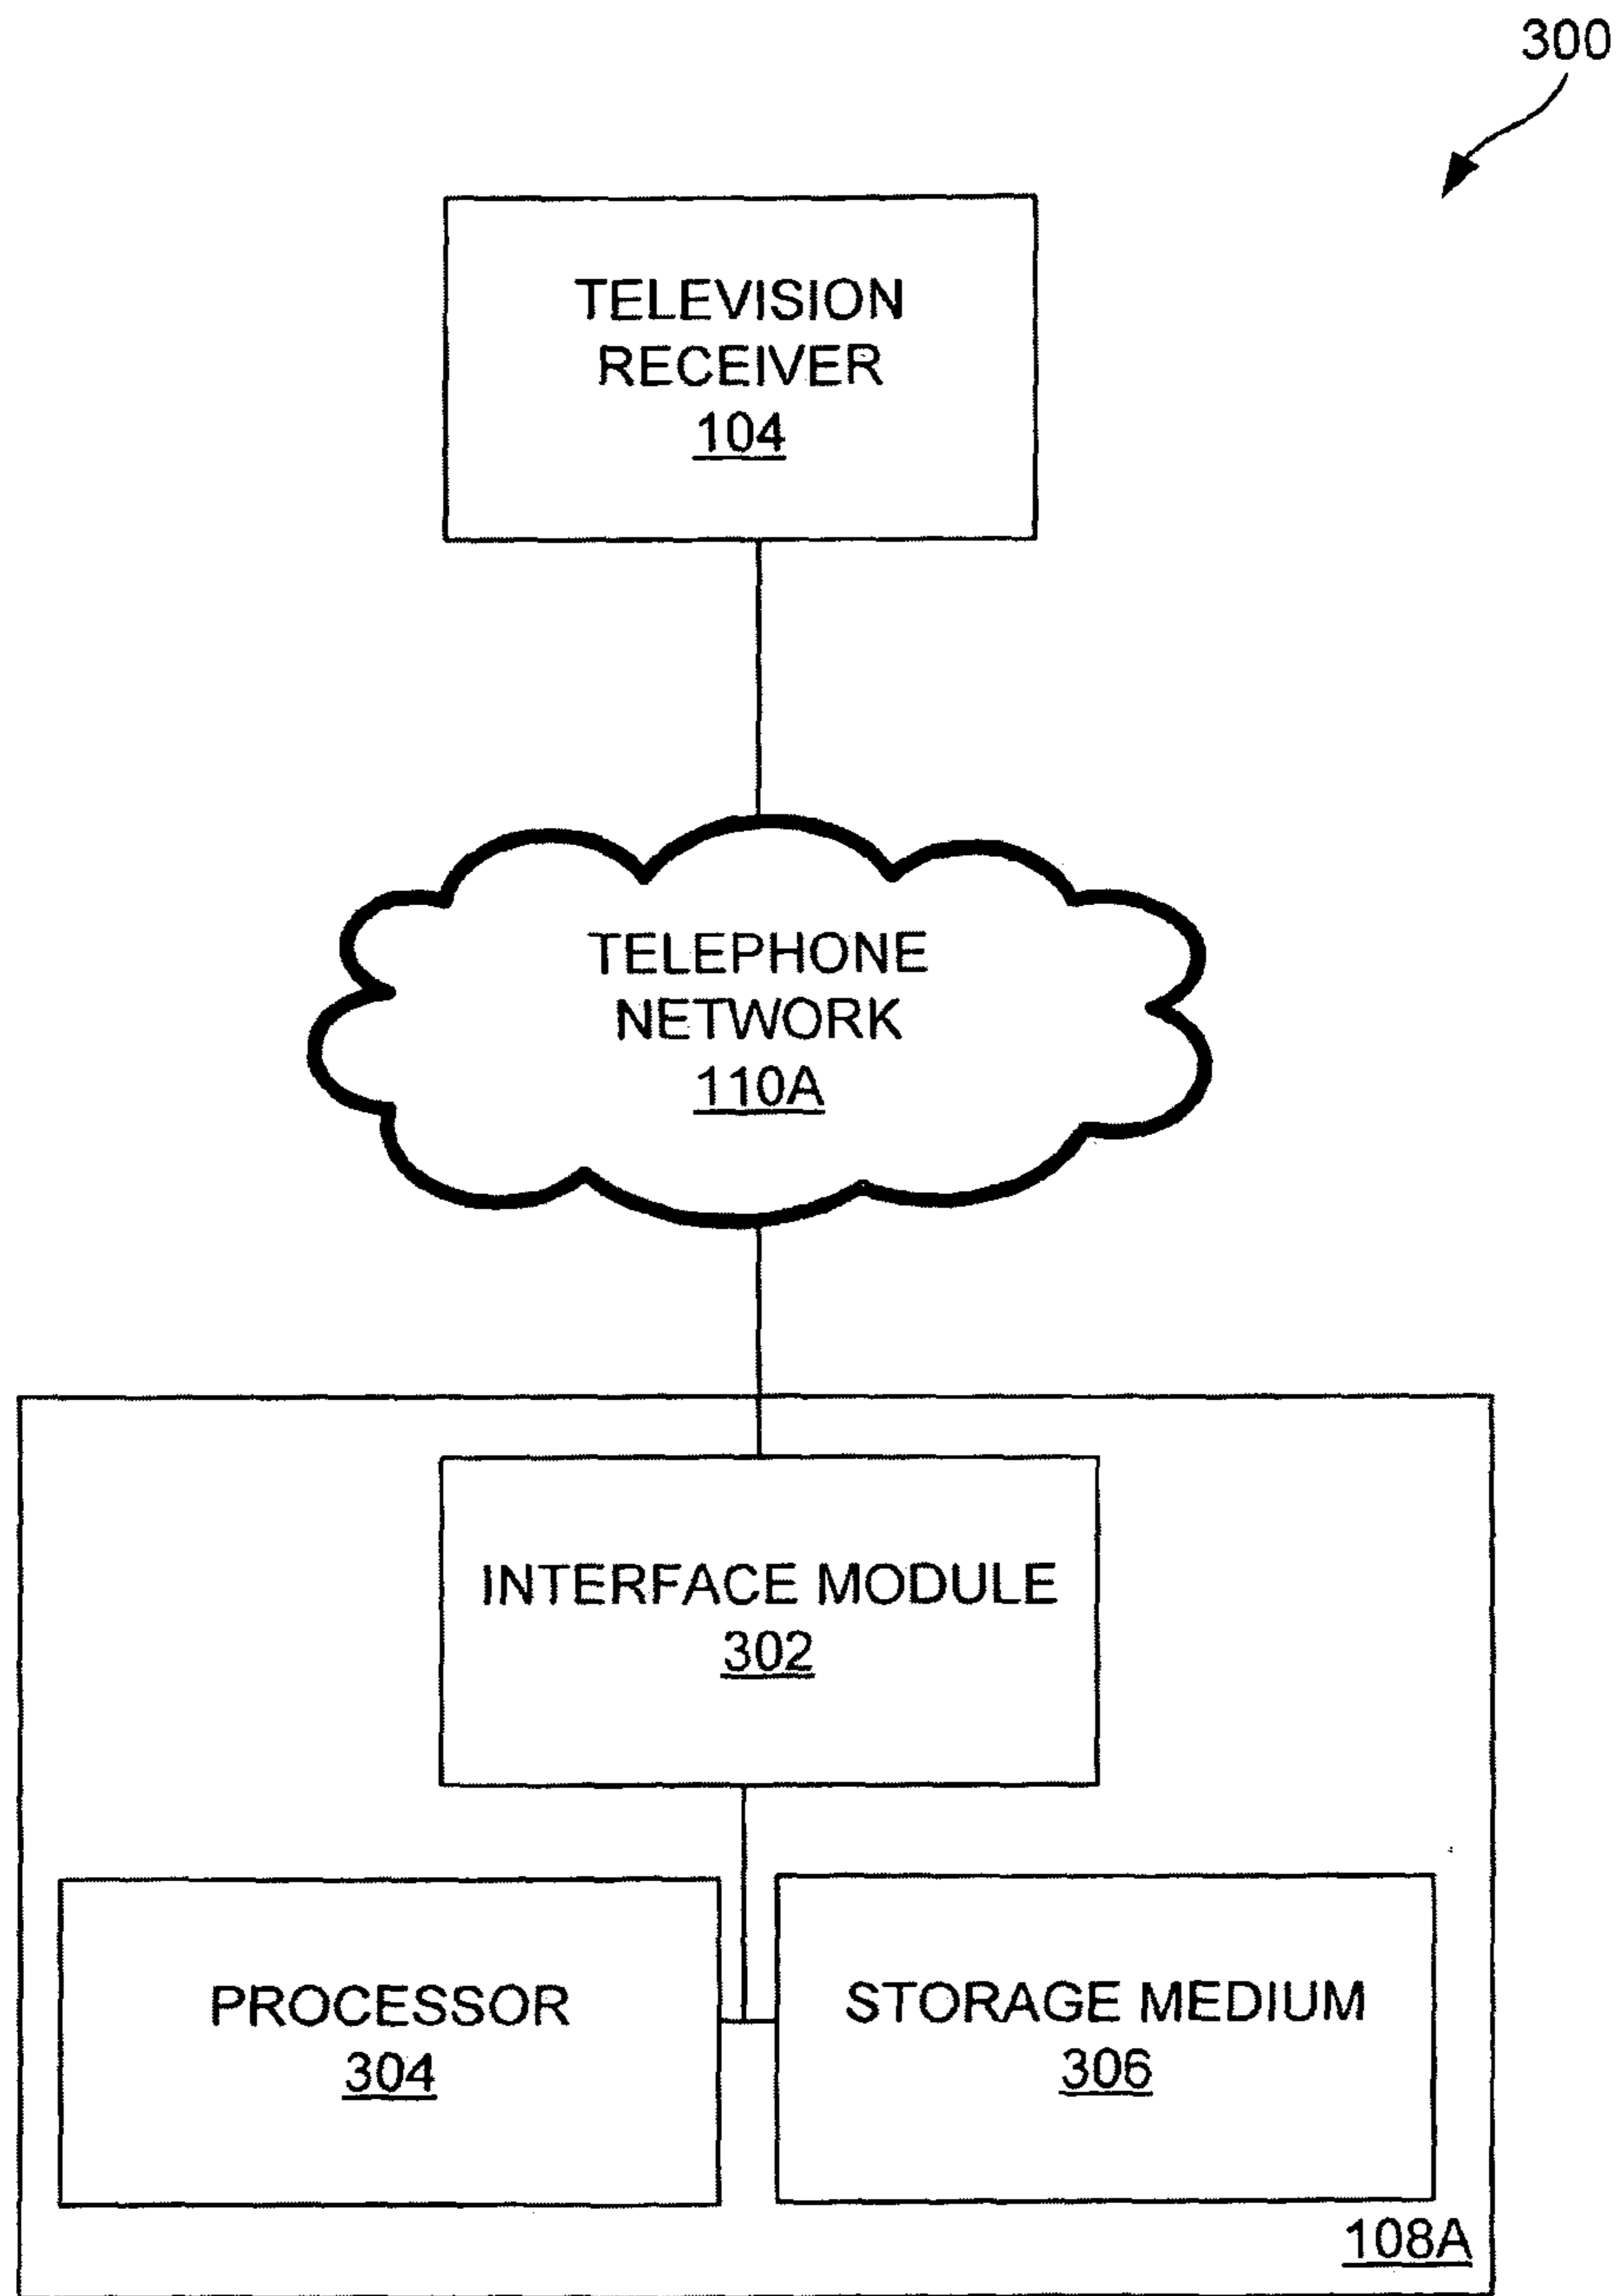 300
TELEVISION
RECEIVER
104
TELEPHONE
NETWORK
110A
INTERFACE MODULE
302
PROCESSOR
304
STORAGE MEDIUM
306
108A